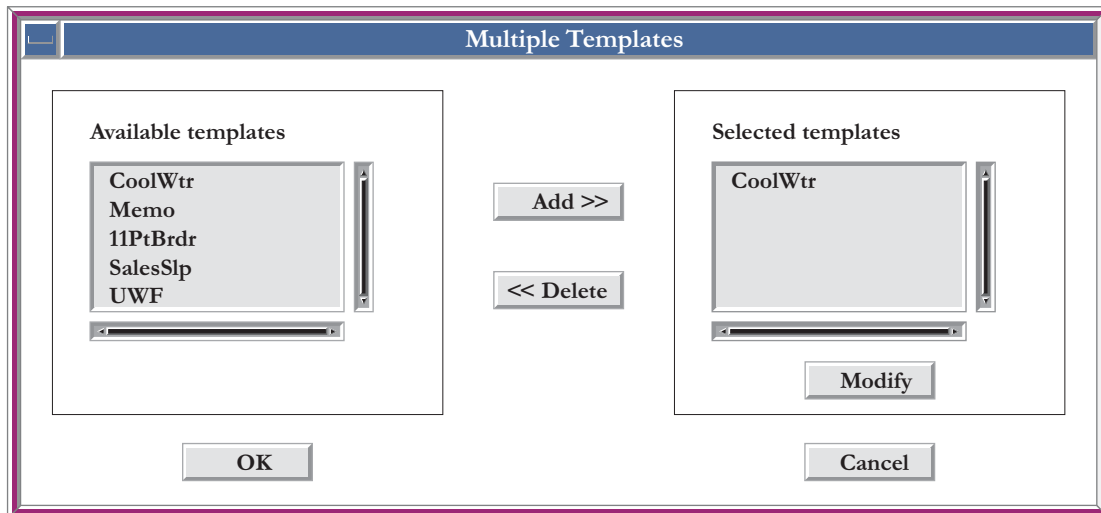 Multiple Templates
Available templates
CoolWtr
Memo
11PtBrdr
SalesSlp
UWF
Add >>
<< Delete
Selected templates
CoolWtr
Modify
OK
Cancel